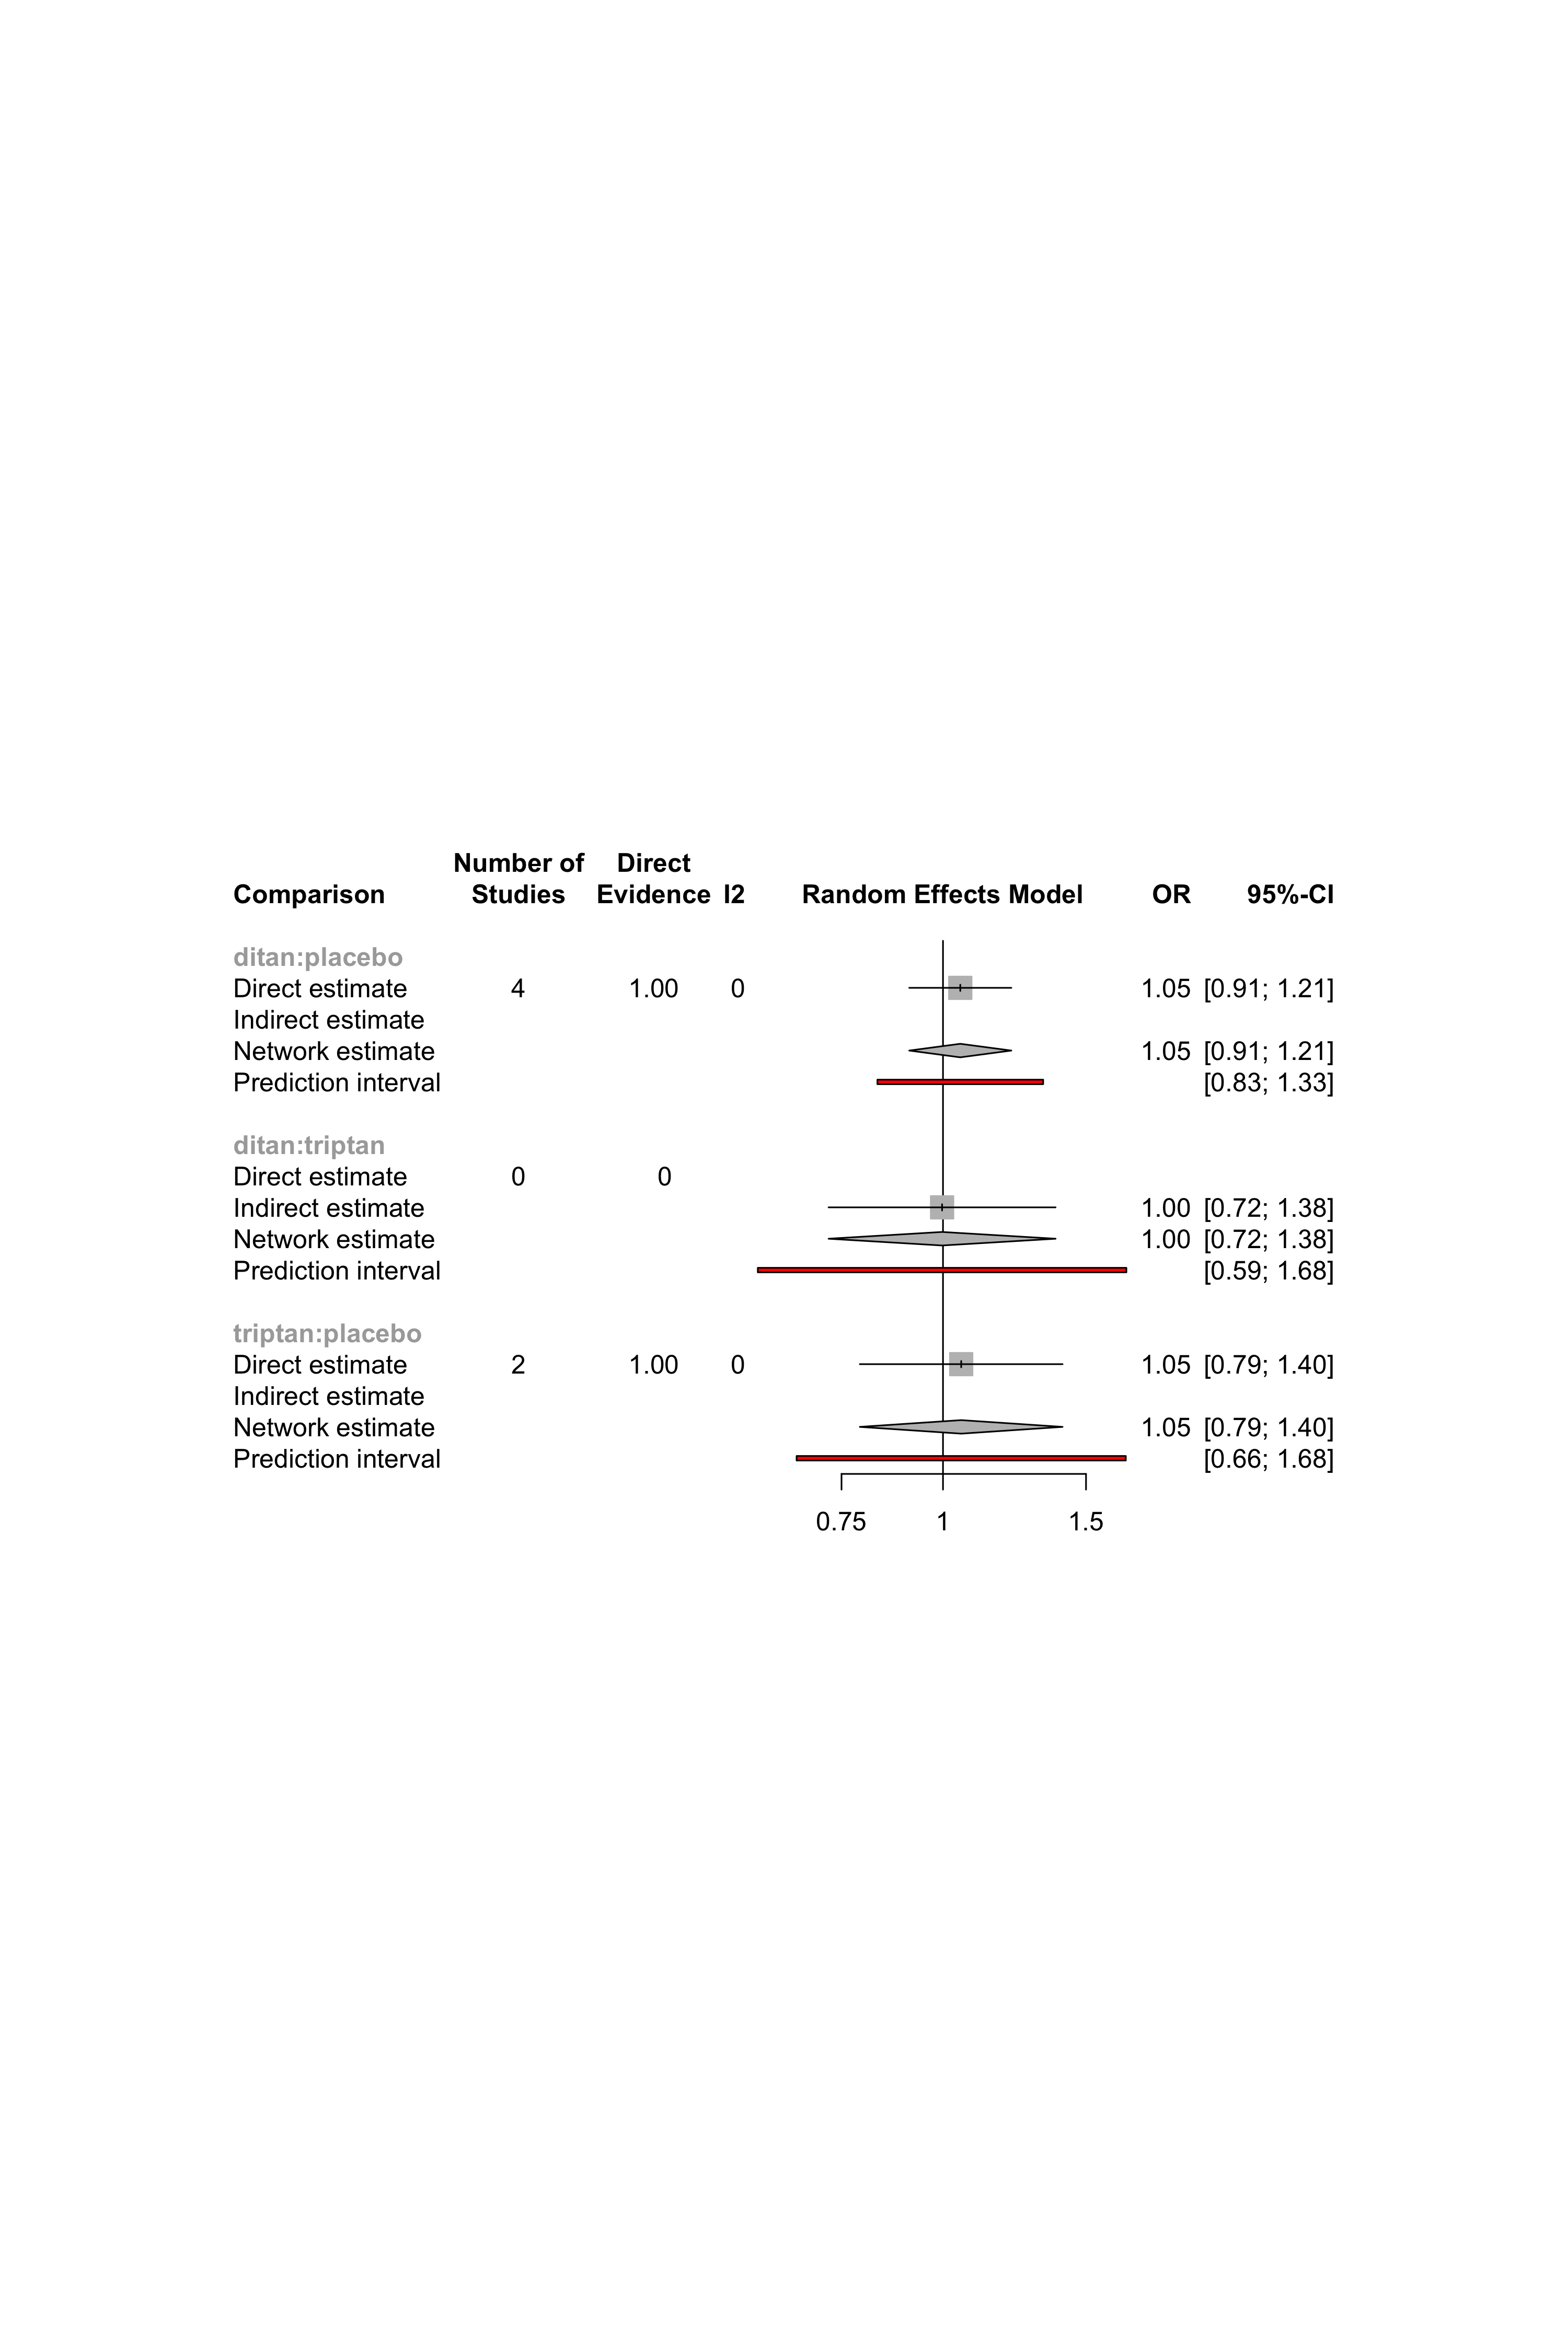 Number of Direct
Comparison Studies Evidence I2 Random Effects Model OR 95%-CI
ditan:placebo
Direct estimate 4 1.00 0 1.05 [0.91; 1.21]
Indirect estimate
Network estimate 1.05 [0.91; 1.21]
Prediction interval [0.83; 1.33]
ditan:triptan
Direct estimate 0 0
Indirect estimate 1.00 [0.72; 1.38]
Network estimate 1.00 [0.72; 1.38]
Prediction interval [0.59; 1.68]
triptan:placebo
Direct estimate 2 1.00 0 1.05 [0.79; 1.40]
Indirect estimate
Network estimate 1.05 [0.79; 1.40]
Prediction interval [0.66; 1.68]
0.75 1 1.5